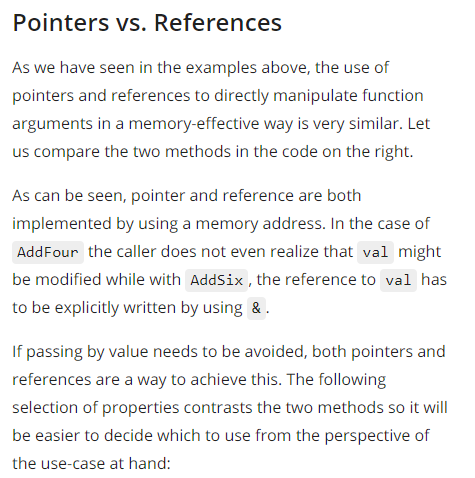 Pointers vs. References
As we have seen in the examples above, the use of
pointers and references to directly manipulate function
arguments in a memory-effective way is very similar. Let
us compare the two methods in the code on the right.
As can be seen, pointer and reference are both
implemented by using a memory address. In the case of
AddFour the caller does not even realize that val might
be modified while with AddSix , the reference to val has
to be explicitly written by using & .
If passing by value needs to be avoided, both pointers and
references are a way to achieve this. The following
selection of properties contrasts the two methods so it will
be easier to decide which to use from the perspective of
the use-case at hand: